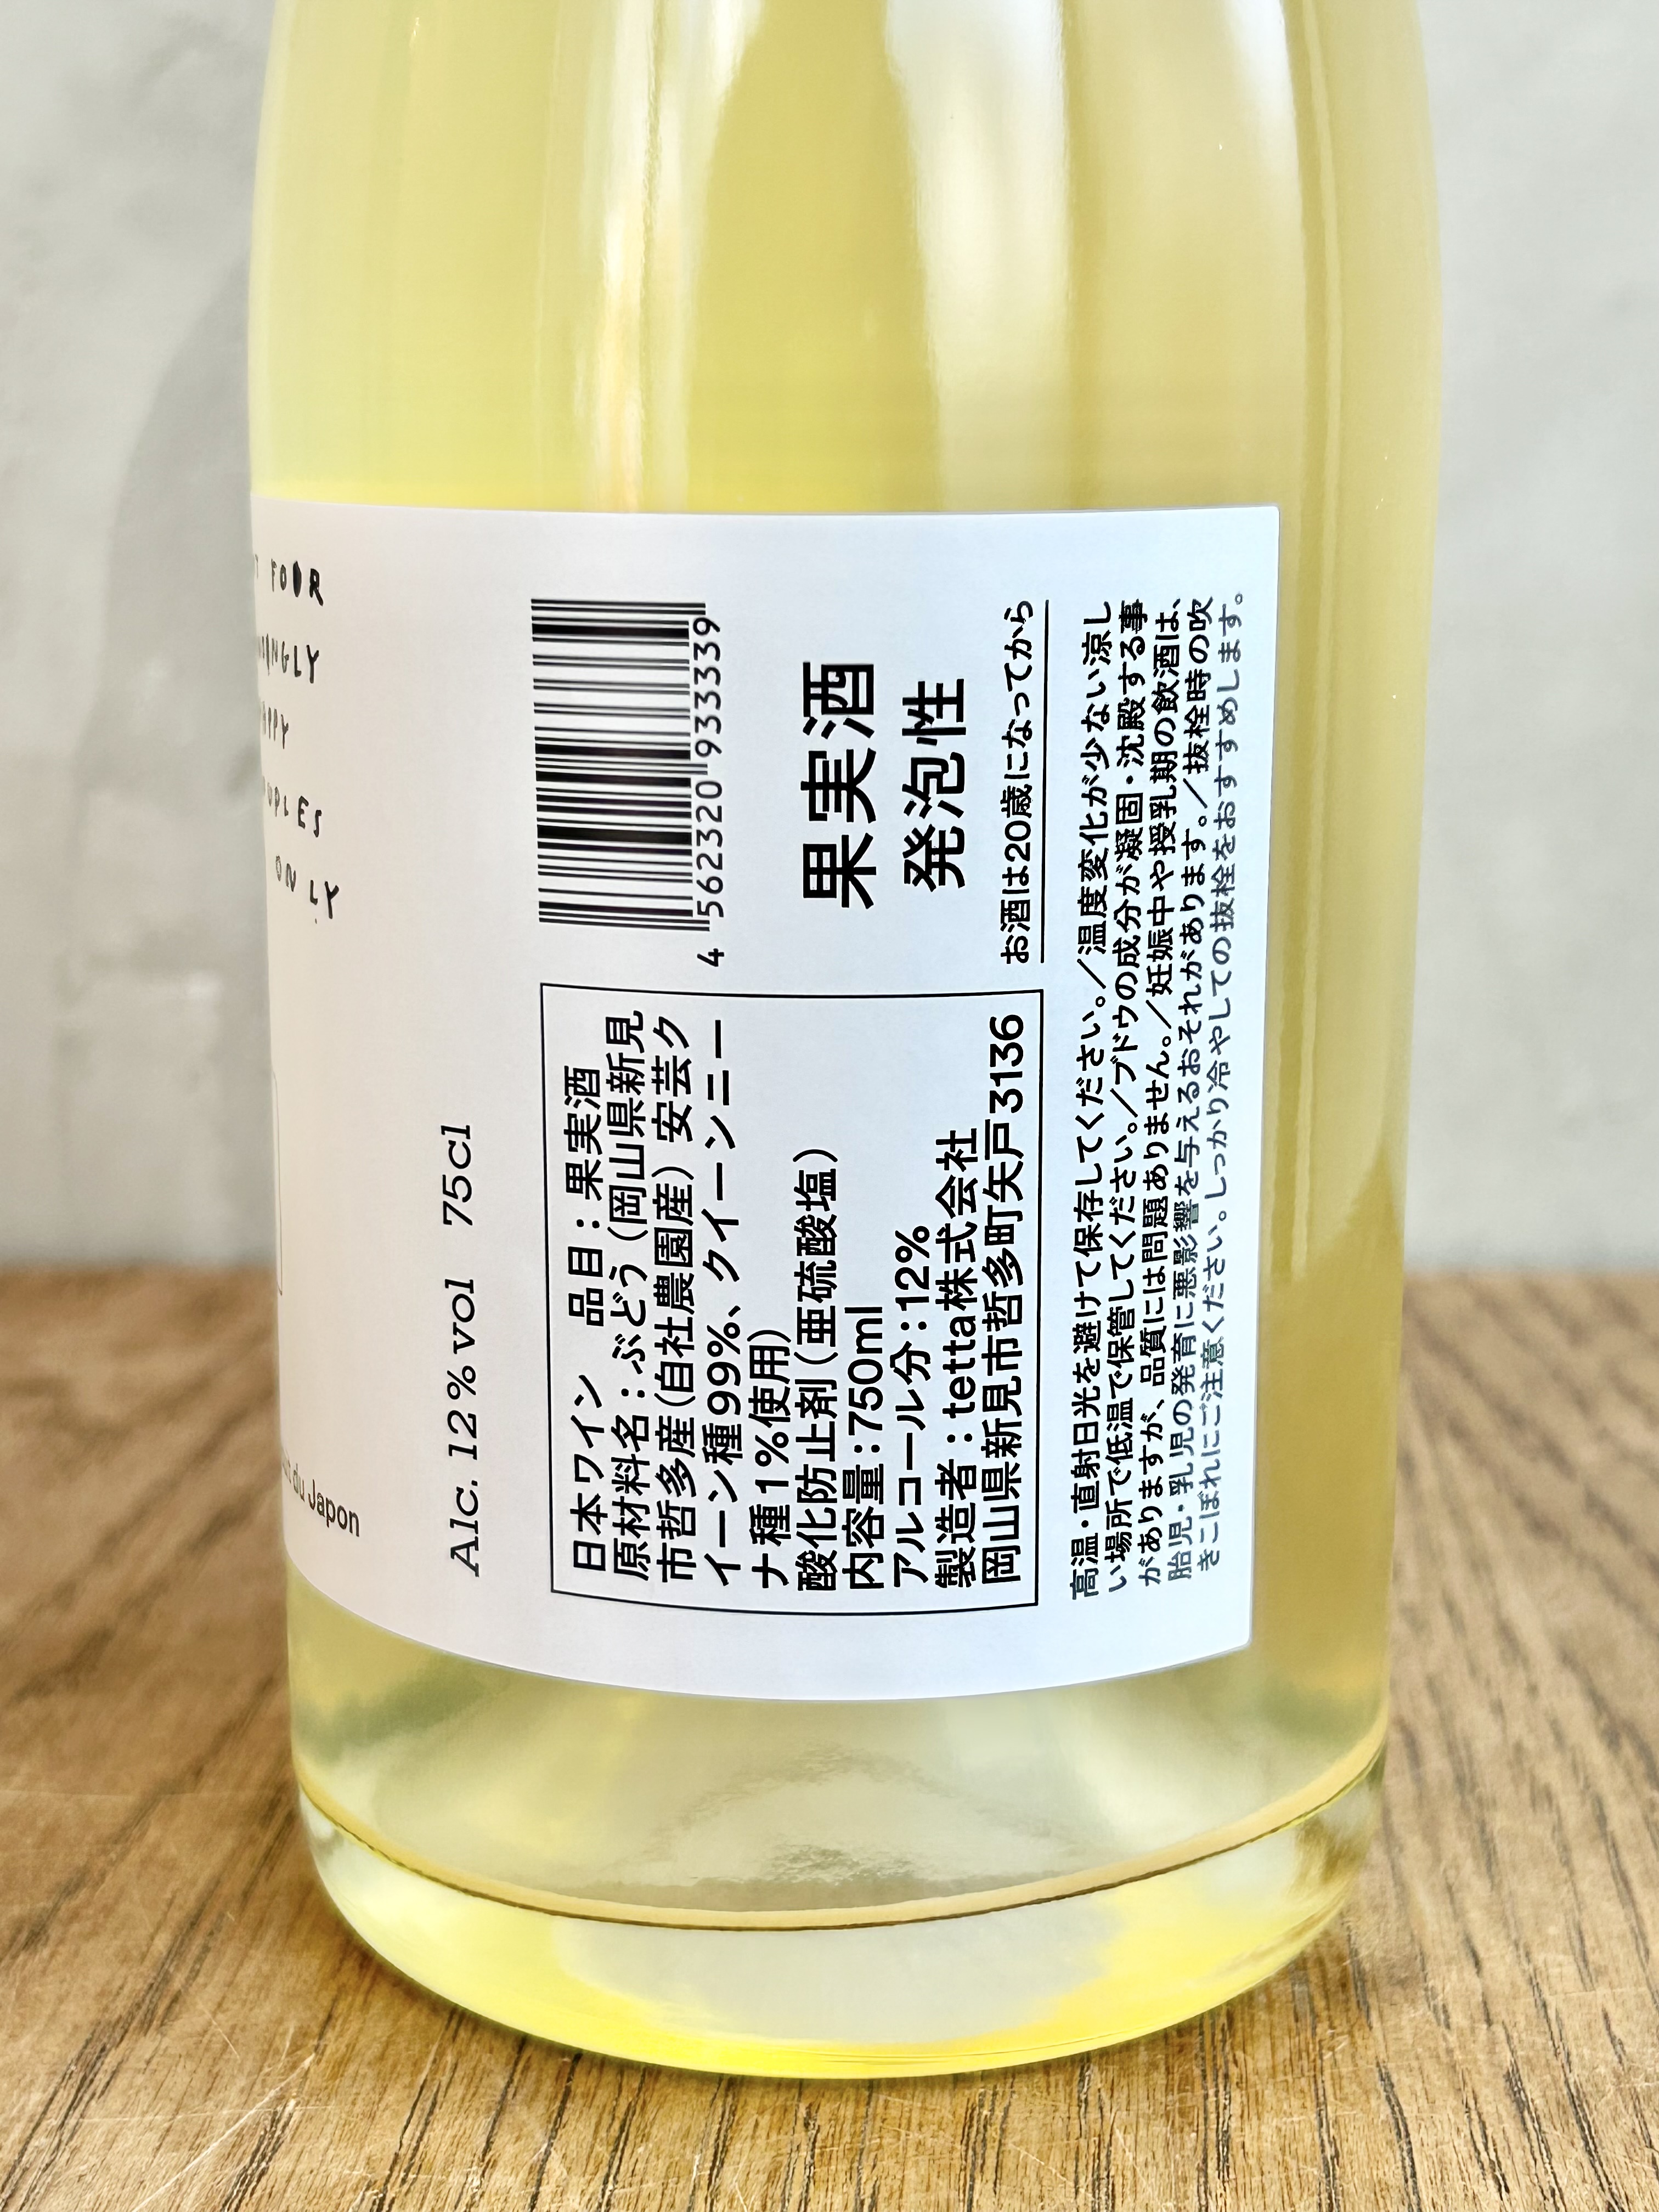 FOUR
APPY
ONLY
du Japon
Alc. 12% vol 75cl
日本ワイン 品目：果実酒
原材料名：ぶどう（岡山県新見
市哲多産（自社農園産）安芸ク
イーン種99%、クイーンニー
ナ種1%使用）
酸化防止剤（亜硫酸塩）
内容量：750ml
アルコール分：12%
製造者：tetta株式会社
岡山県新見市哲多町矢戸3136
4 562320 933339
果実酒
発泡性
お酒は20歳になってから
高温・直射日光を避けて保存してください。／温度変化が少ない涼し
い場所で低温で保管してください。／ブドウの成分が凝固・沈殿する事
がありますが、品質には問題ありません。／妊娠中や授乳期の飲酒は、
胎児・乳児の発育に悪影響を与えるおそれがあります。／抜栓時の吹
きこぼれにご注意ください。しっかり冷やしての抜栓をおすすめします。